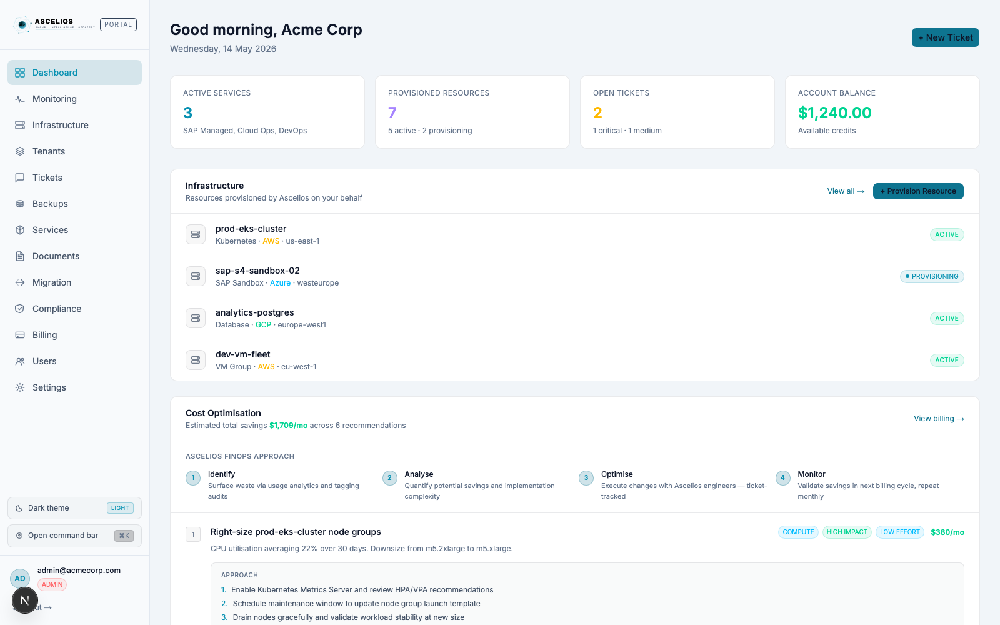 ASCELIOS
CLOUD · INTELLIGENCE · STRATEGY
PORTAL
Dashboard
Monitoring
Infrastructure
Tenants
Tickets
Backups
Services
Documents
Migration
Compliance
Billing
Users
Settings
Dark theme LIGHT
Open command bar ⌘K
AD
admin@acmecorp.com
ADMIN
N
ut →
Good morning, Acme Corp
Wednesday, 14 May 2026
+ New Ticket
ACTIVE SERVICES
3
SAP Managed, Cloud Ops, DevOps
PROVISIONED RESOURCES
7
5 active · 2 provisioning
OPEN TICKETS
2
1 critical · 1 medium
ACCOUNT BALANCE
$1,240.00
Available credits
Infrastructure
Resources provisioned by Ascelios on your behalf
View all →
+ Provision Resource
prod-eks-cluster
Kubernetes · AWS · us-east-1
ACTIVE
sap-s4-sandbox-02
SAP Sandbox · Azure · westeurope
PROVISIONING
analytics-postgres
Database · GCP · europe-west1
ACTIVE
dev-vm-fleet
VM Group · AWS · eu-west-1
ACTIVE
Cost Optimisation
Estimated total savings $1,709/mo across 6 recommendations
View billing →
ASCELIOS FINOPS APPROACH
1 Identify
Surface waste via usage analytics and tagging
audits
2 Analyse
Quantify potential savings and implementation
complexity
3 Optimise
Execute changes with Ascelios engineers — ticket-
tracked
4 Monitor
Validate savings in next billing cycle, repeat
monthly
1 Right-size prod-eks-cluster node groups
COMPUTE HIGH IMPACT LOW EFFORT $380/mo
CPU utilisation averaging 22% over 30 days. Downsize from m5.2xlarge to m5.xlarge.
APPROACH
1. Enable Kubernetes Metrics Server and review HPA/VPA recommendations
2. Schedule maintenance window to update node group launch template
3. Drain nodes gracefully and validate workload stability at new size